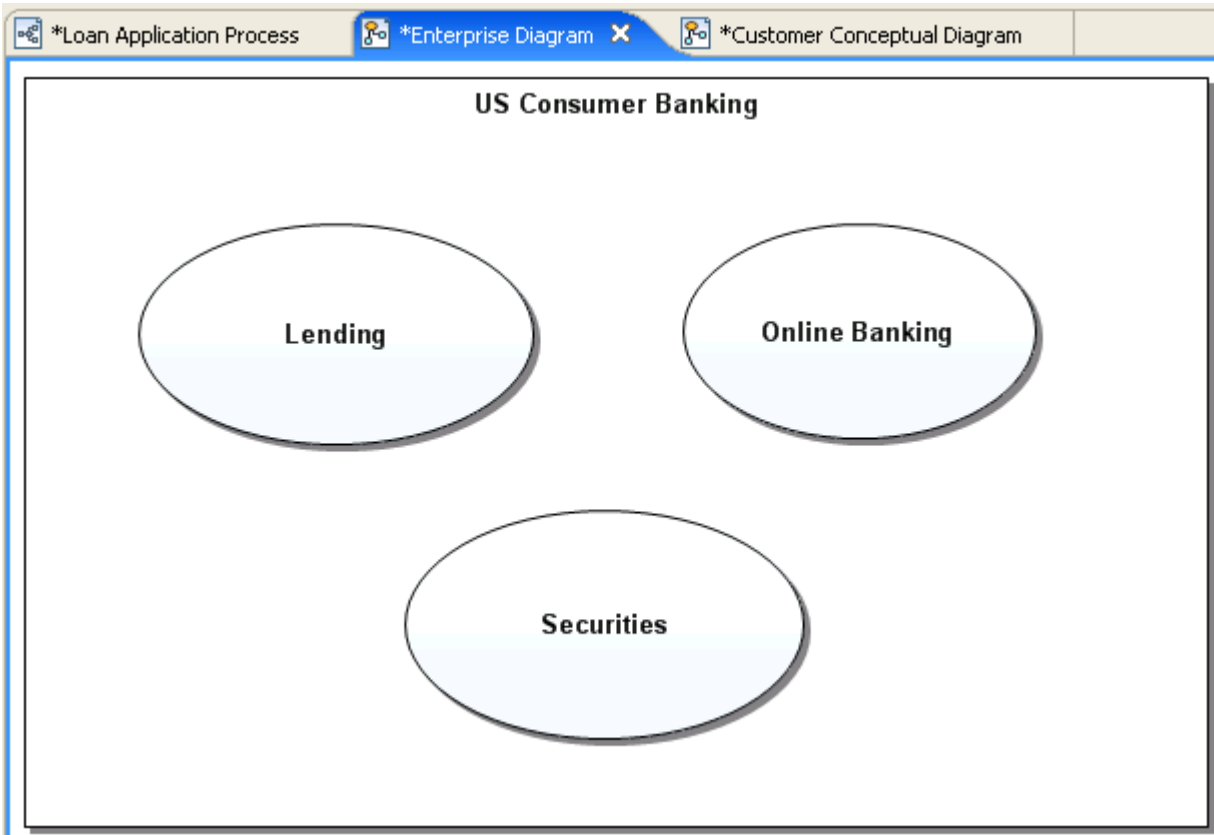 *Loan Application Process
*Enterprise Diagram
*Customer Conceptual Diagram
US Consumer Banking
Lending
Online Banking
Securities